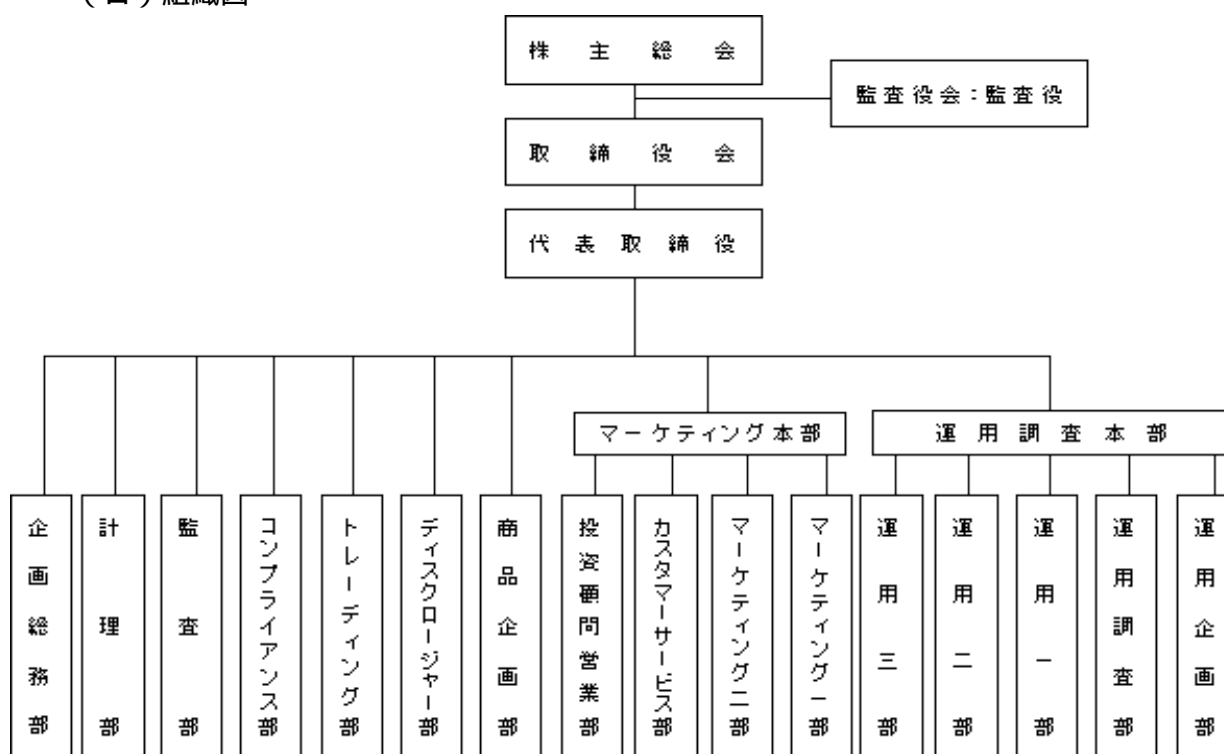 (ロ)組織図
株主総会
監査役会:監査役
取締役会
代表取締役
マーケティング本部
運用調査本部
企画総務部
計理部
監査部
コンプライアンス部
トレーディング部
ディスクロージャー部
商品企画部
投資顧問営業部
カスタマーサービス部
マーケティング二部
マーケティング一部
運用三部
運用二部
運用一部
運用調査部
運用企画部